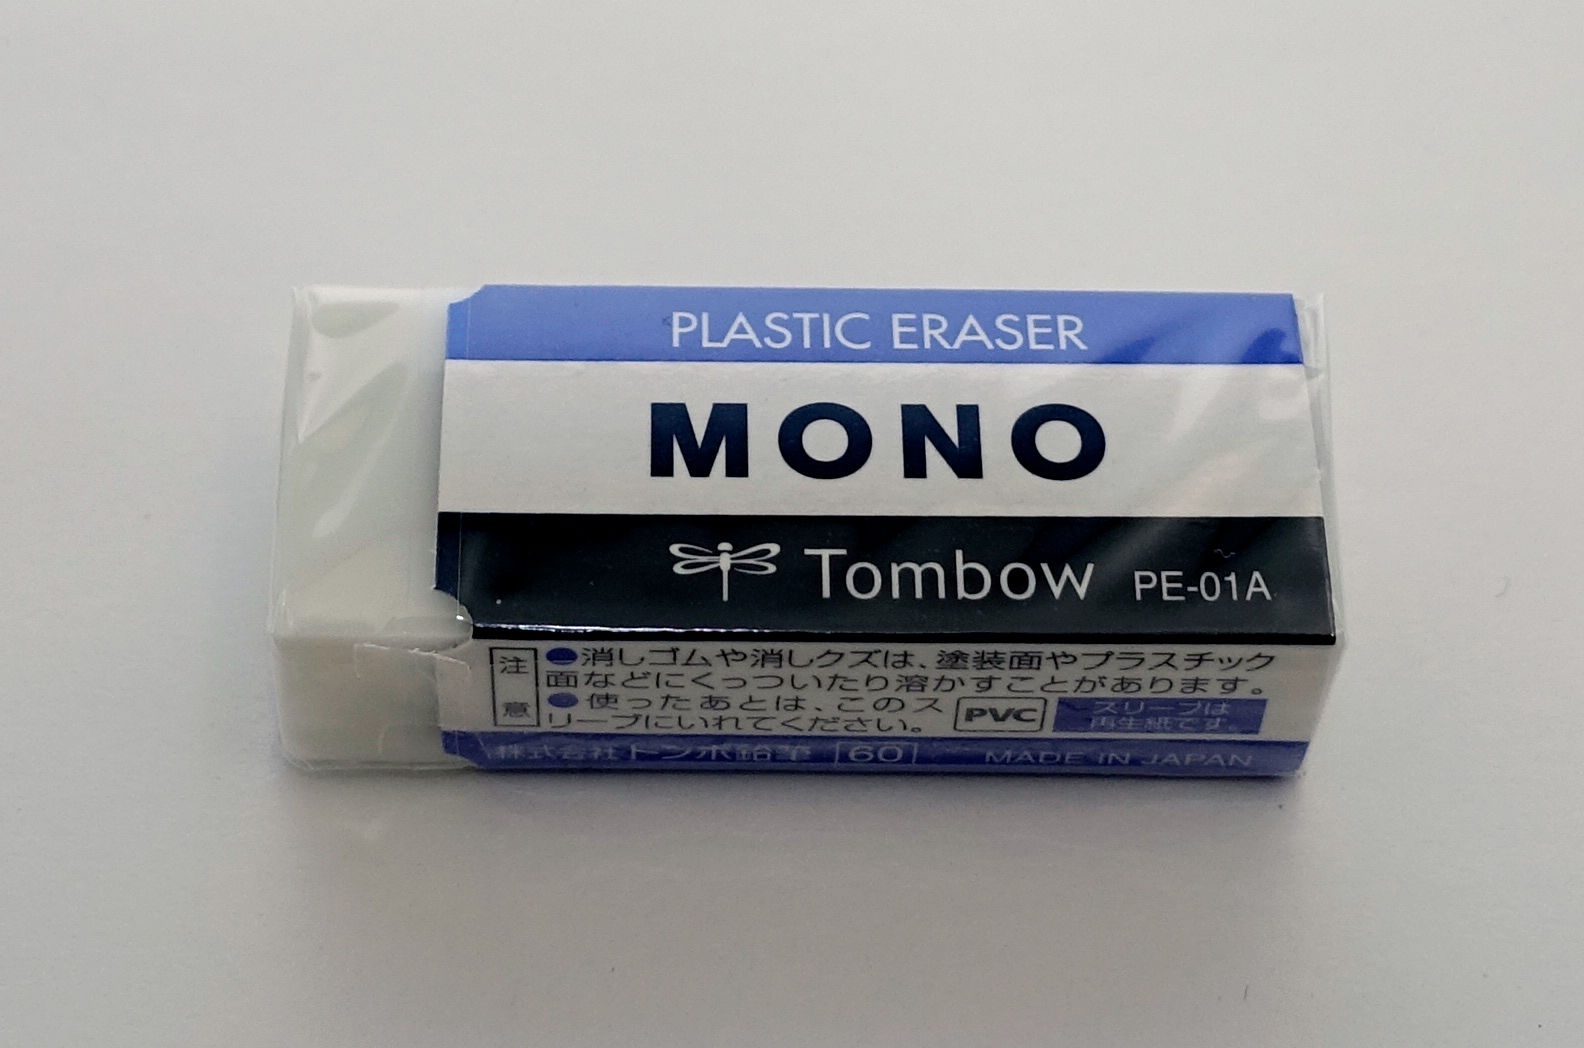 PLASTIC ERASER
MONO
Tombow PE-01A
注意
●消しゴムや消しクズは、塗装面やプラスチック
面などにくっついたり溶かすことがあります。
●使ったあとは、このス
リーブにいれてください。
PVC
スリーブは
再生紙です。
株式会社トンボ鉛筆 60 MADE IN JAPAN